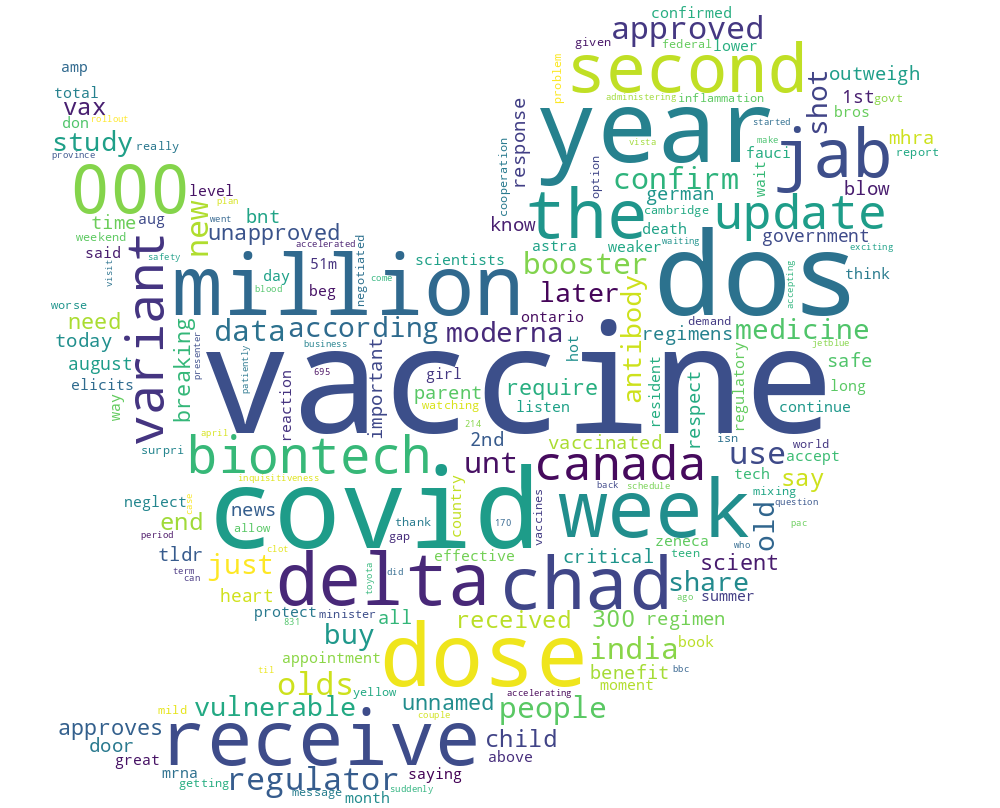 confirmed
approved
given
federal
lower
amp
second
problem
outweigh
total
vax
rollout
administering
inflammation
shot
1st
govt
don
year
started
bros
study
really
response
vista
make
jab
mhra
province
fauci
report
000
level
cooperation
option
confirm
wait
blow
german
time
aug
new
plan
went
bnt
the
cambridge
update
know
weekend
unapproved
death
government
said
variant
safety
accelerated
negotiated
astra
weaker
waiting
exciting
visit
day
51m
scientists
booster
dos
accepting
think
worse
million
blood
come
beg
later
antibody
need
ontario
demand
today
breaking
presenter
data
according
moderna
regimens
medicine
business
important
hot
jetblue
august
vaccine
safe
elicits
patiently
695
girl
parent
require
resident
respect
regulatory
long
way
reaction
watching
listen
continue
april
214
2nd
vaccinated
isn
world
surpri
biontech
unt
canada
use
accept
inquisitiveness
back
schedule
tech
say
mixing
neglect
case
news
covid
170
country
vaccines
week
old
question
end
allow
thank
period
gap
zeneca
who
pac
tldr
just
clot
effective
critical
teen
scient
term
can
toyota
did
delta
chad
share
heart
ago
summer
protect
minister
all
received
300
regimen
831
buy
india
book
appointment
dose
benefit
bbc
til
olds
yellow
moment
accelerating
mild
vulnerable
unnamed
people
couple
approves
receive
child
door
above
great
mrna
regulator
saying
getting
message
suddenly
month